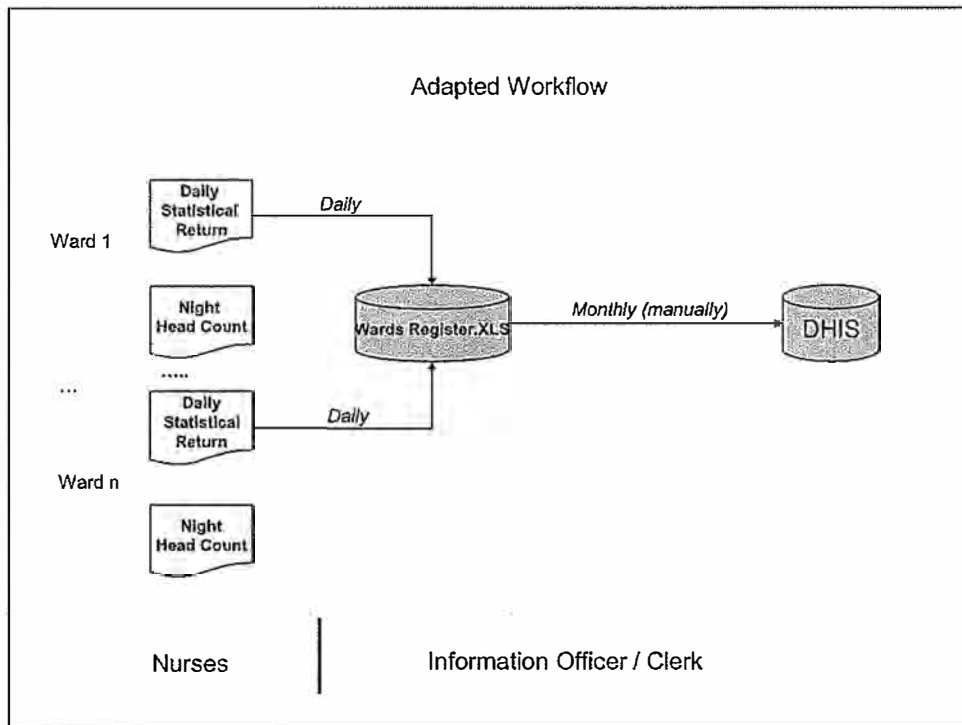 Adapted Workflow
Daily
Statistical
Return
Daily
Ward 1
Night
Head Count
Wards Register.XLS
Monthly (manually)
DHIS
.....
...
Daily
Statistical
Return
Daily
Ward n
Night
Head Count
Nurses
Information Officer / Clerk